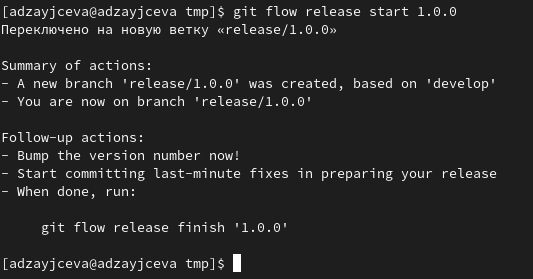 [adzayjceva@adzayjceva tmp]$ git flow release start 1.0.0
Переключено на новую ветку «release/1.0.0»
Summary of actions:
- A new branch 'release/1.0.0' was created, based on 'develop'
- You are now on branch 'release/1.0.0'
Follow-up actions:
- Bump the version number now!
- Start committing last-minute fixes in preparing your release
- When done, run:
git flow release finish '1.0.0'
[adzayjceva@adzayjceva tmp]$